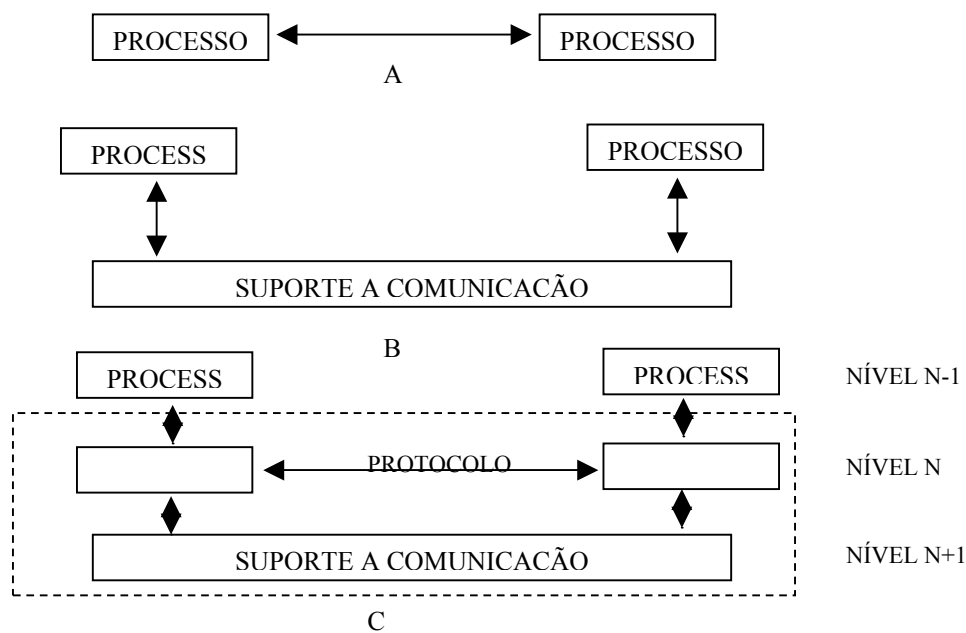 PROCESSO PROCESSO
A
PROCESS PROCESSO
SUPORTE A COMUNICACÃO
B
PROCESS PROCESS NÍVEL N-1
PROTOCOLO NÍVEL N
SUPORTE A COMUNICACÃO NÍVEL N+1
C